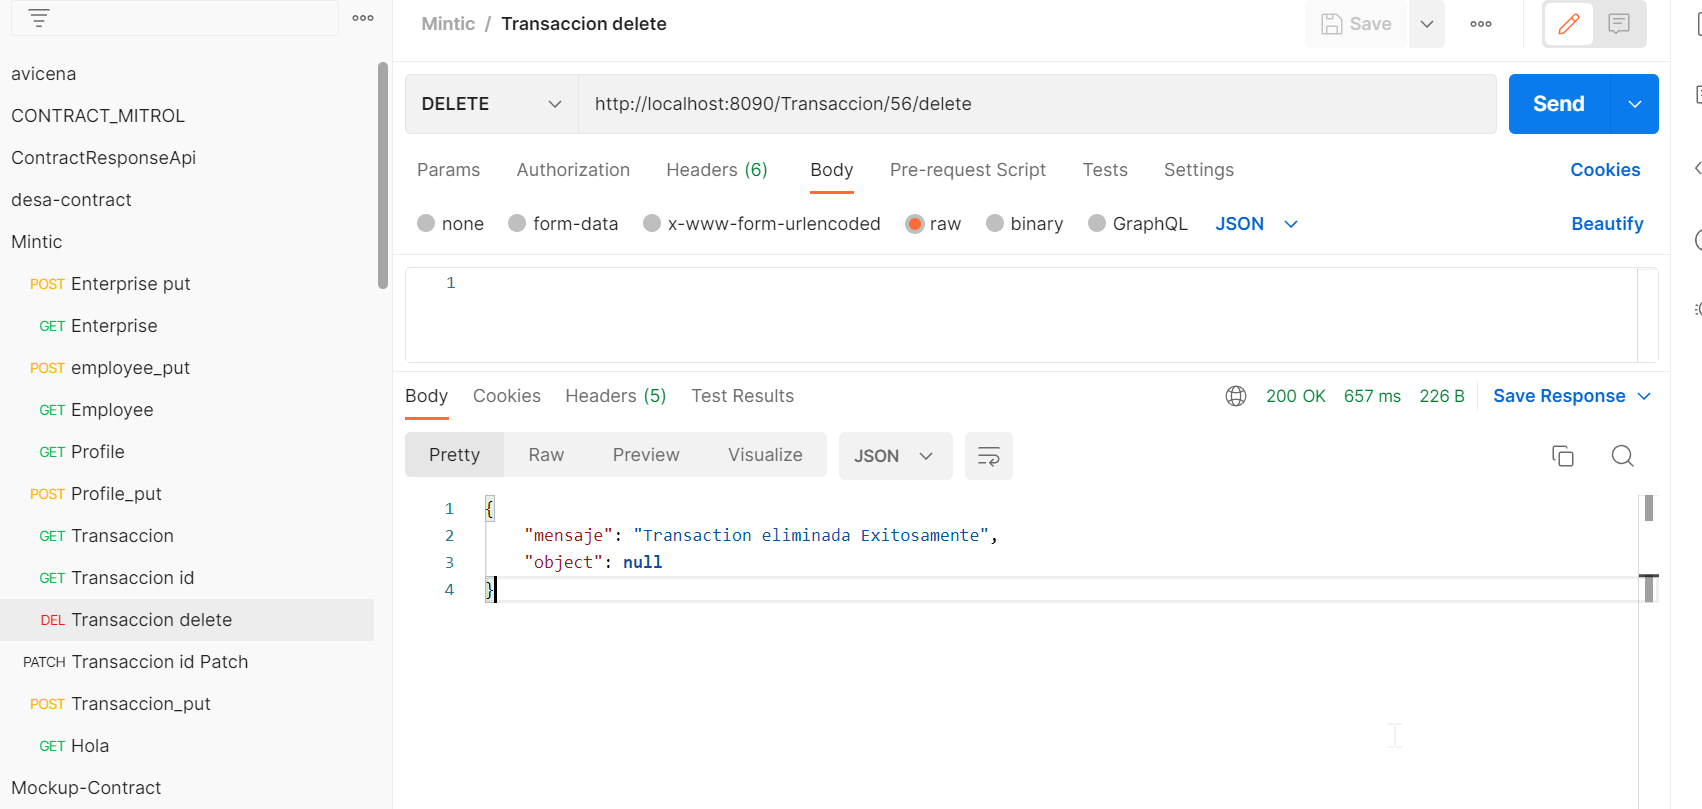 avicena
CONTRACT_MITROL
ContractResponseApi
desa-contract
Mintic
POST Enterprise put
GET Enterprise
POST employee_put
GET Employee
GET Profile
POST Profile_put
GET Transaccion
GET Transaccion id
DEL Transaccion delete
PATCH Transaccion id Patch
POST Transaccion_put
GET Hola
Mockup-Contract
Mintic / Transaccion delete
Save
DELETE http://localhost:8090/Transaccion/56/delete Send
Params Authorization Headers (6) Body Pre-request Script Tests Settings Cookies
none form-data x-www-form-urlencoded raw binary GraphQL JSON Beautify
1
Body Cookies Headers (5) Test Results 200 OK 657 ms 226 B Save Response
Pretty Raw Preview Visualize JSON
1 {
2 "mensaje": "Transaction eliminada Exitosamente",
3 "object": null
4 }